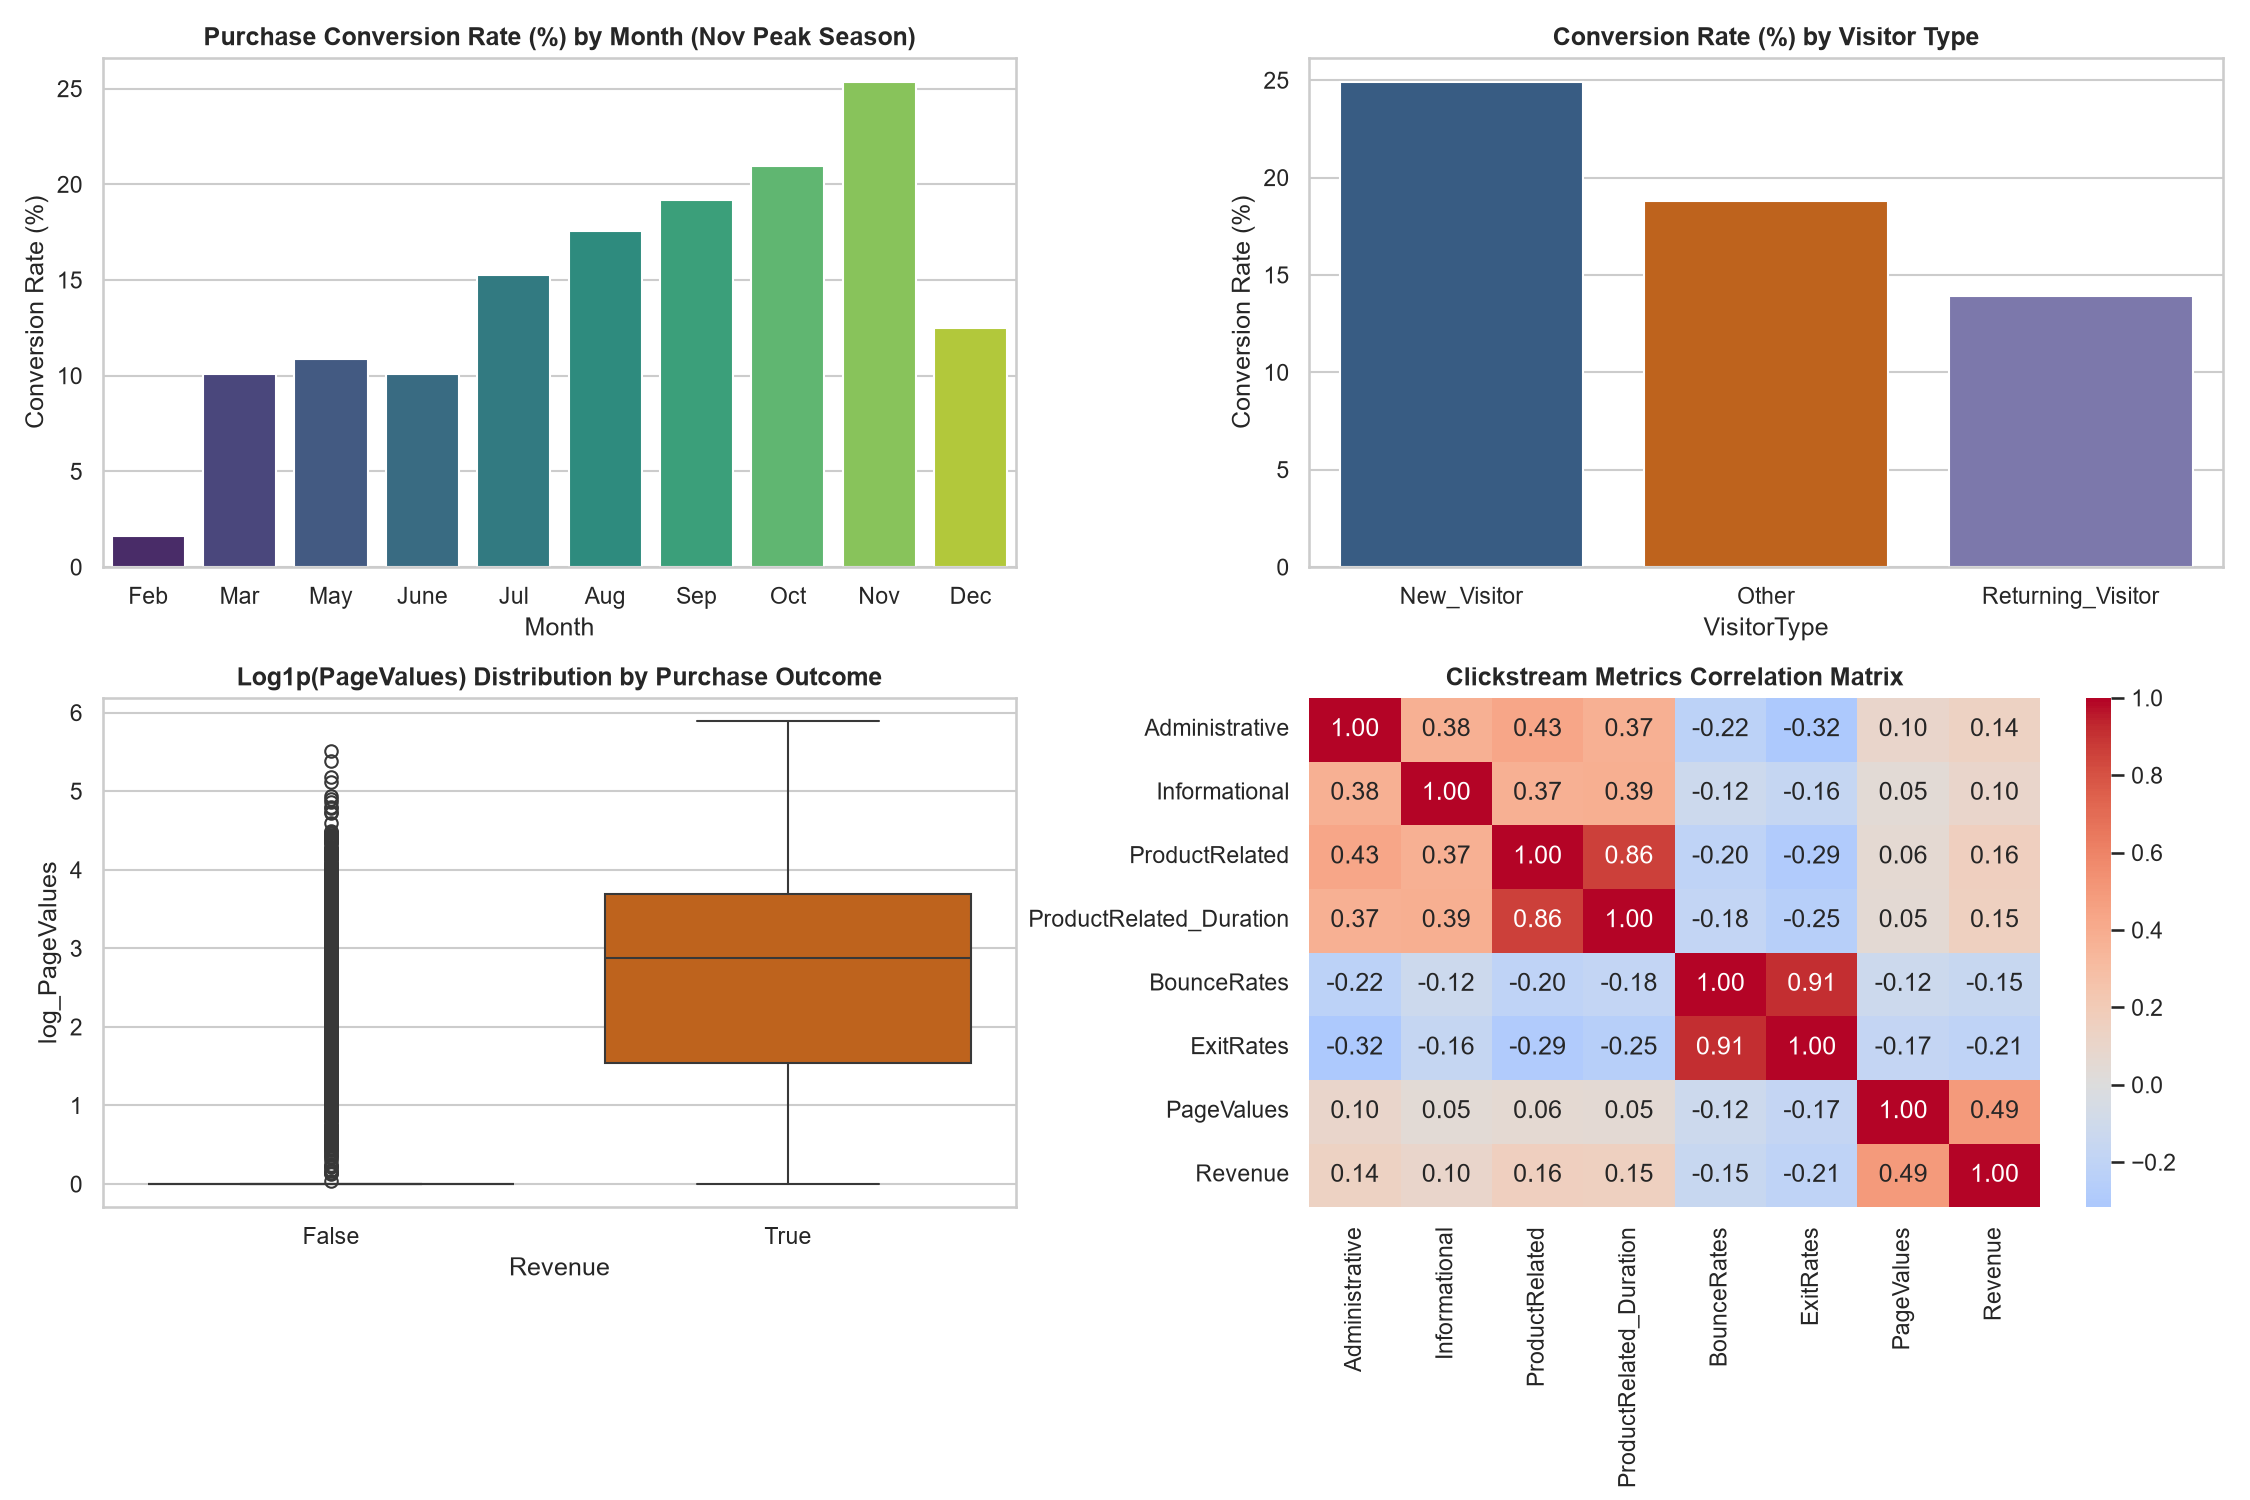 Purchase Conversion Rate (%) by Month (Nov Peak Season)
Conversion Rate (%)
25
20
15
10
5
0
Feb Mar May June Jul Aug Sep Oct Nov Dec
Month
Conversion Rate (%) by Visitor Type
Conversion Rate (%)
25
20
15
10
5
0
New_Visitor Other Returning_Visitor
VisitorType
Log1p(PageValues) Distribution by Purchase Outcome
log_PageValues
6
5
4
3
2
1
0
False True
Revenue
Clickstream Metrics Correlation Matrix
Administrative 1.00 0.38 0.43 0.37 -0.22 -0.32 0.10 0.14
Informational 0.38 1.00 0.37 0.39 -0.12 -0.16 0.05 0.10
ProductRelated 0.43 0.37 1.00 0.86 -0.20 -0.29 0.06 0.16
ProductRelated_Duration 0.37 0.39 0.86 1.00 -0.18 -0.25 0.05 0.15
BounceRates -0.22 -0.12 -0.20 -0.18 1.00 0.91 -0.12 -0.15
ExitRates -0.32 -0.16 -0.29 -0.25 0.91 1.00 -0.17 -0.21
PageValues 0.10 0.05 0.06 0.05 -0.12 -0.17 1.00 0.49
Revenue 0.14 0.10 0.16 0.15 -0.15 -0.21 0.49 1.00
Administrative
Informational
ProductRelated
ProductRelated_Duration
BounceRates
ExitRates
PageValues
Revenue
1.0
0.8
0.6
0.4
0.2
0.0
−0.2